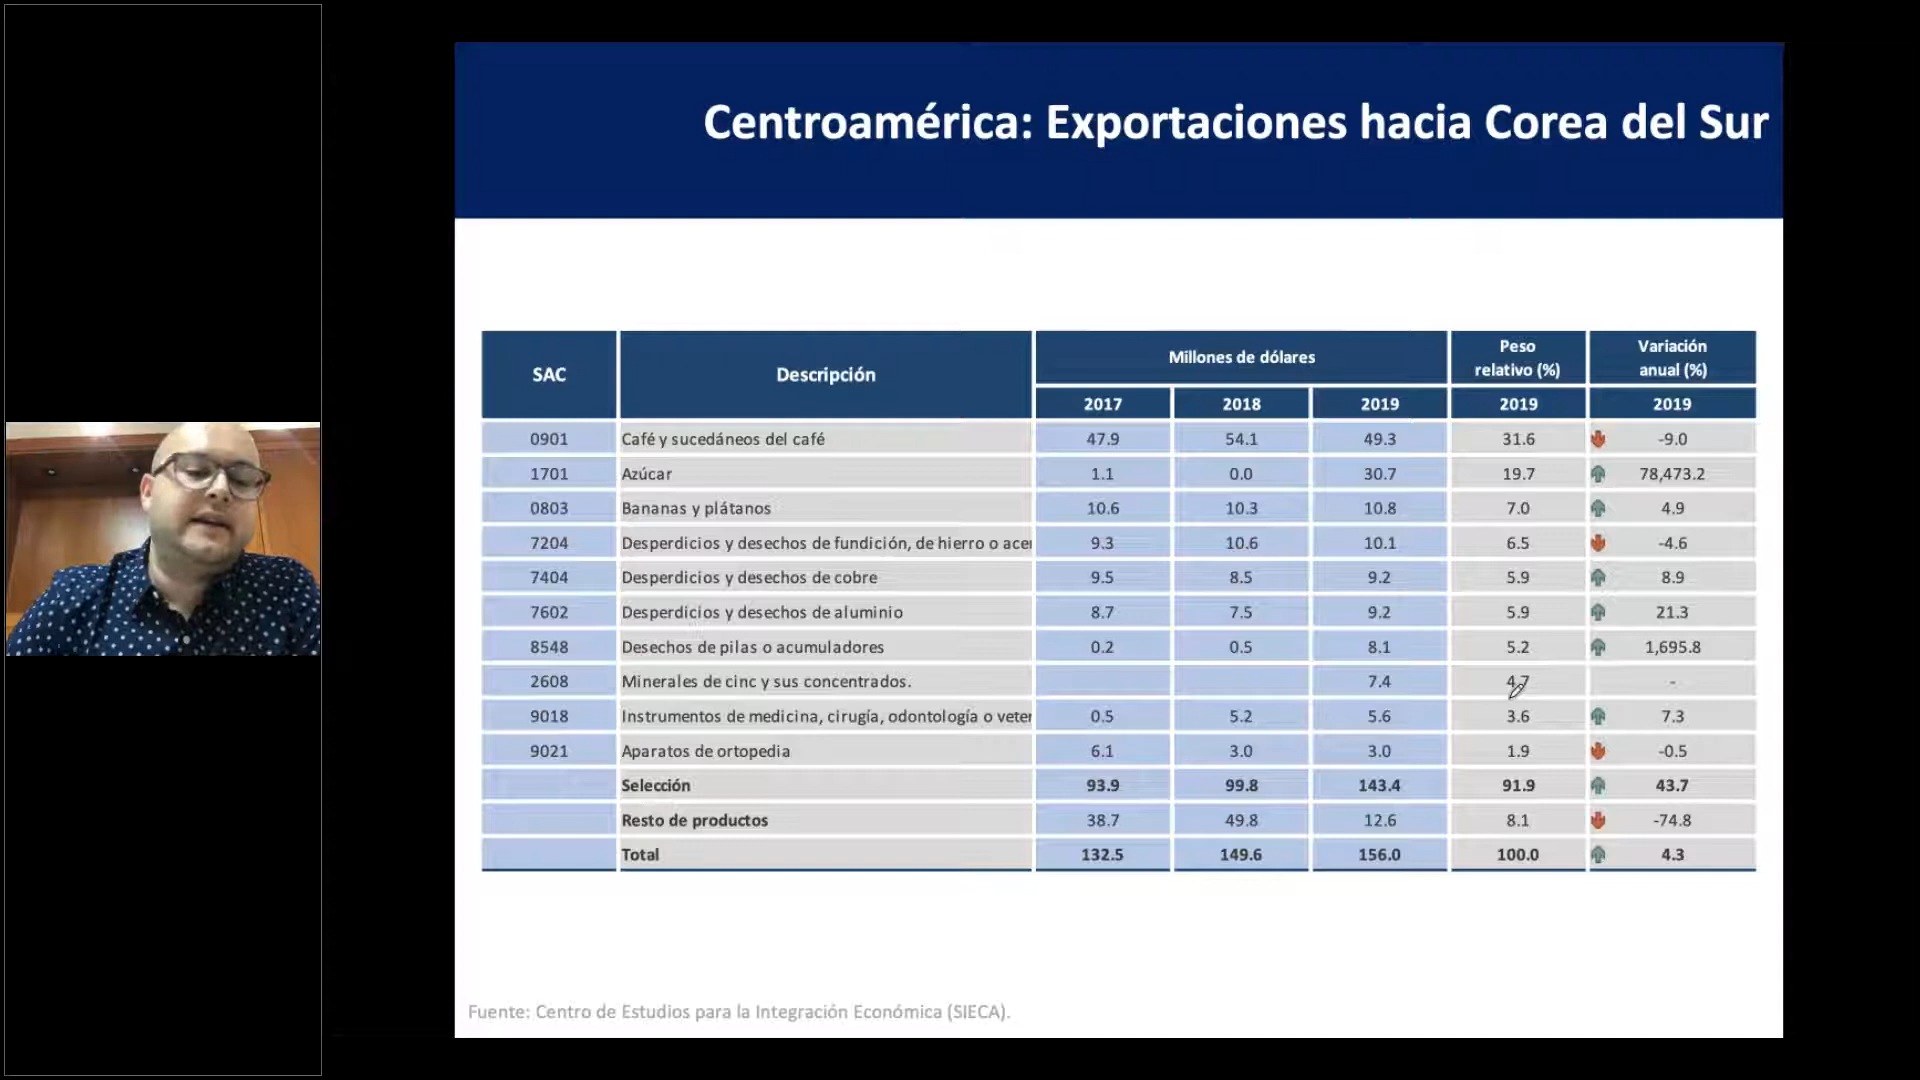 Centroamérica: Exportaciones hacia Corea del Sur
SAC Descripción Millones de dólares Peso relativo (%) Variación anual (%)
2017 2018 2019 2019 2019
0901 Café y sucedáneos del café 47.9 54.1 49.3 31.6 -9.0
1701 Azúcar 1.1 0.0 30.7 19.7 78,473.2
0803 Bananas y plátanos 10.6 10.3 10.8 7.0 4.9
7204 Desperdicios y desechos de fundición, de hierro o acer 9.3 10.6 10.1 6.5 -4.6
7404 Desperdicios y desechos de cobre 9.5 8.5 9.2 5.9 8.9
7602 Desperdicios y desechos de aluminio 8.7 7.5 9.2 5.9 21.3
8548 Desechos de pilas o acumuladores 0.2 0.5 8.1 5.2 1,695.8
2608 Minerales de cinc y sus concentrados. 7.4 4.7 -
9018 Instrumentos de medicina, cirugía, odontología o veter 0.5 5.2 5.6 3.6 7.3
9021 Aparatos de ortopedia 6.1 3.0 3.0 1.9 -0.5
Selección 93.9 99.8 143.4 91.9 43.7
Resto de productos 38.7 49.8 12.6 8.1 -74.8
Total 132.5 149.6 156.0 100.0 4.3
Fuente: Centro de Estudios para la Integración Económica (SIECA).